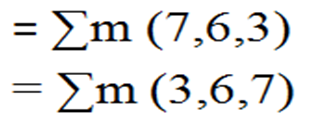 = ∑m (7,6,3)
= ∑m (3,6,7)